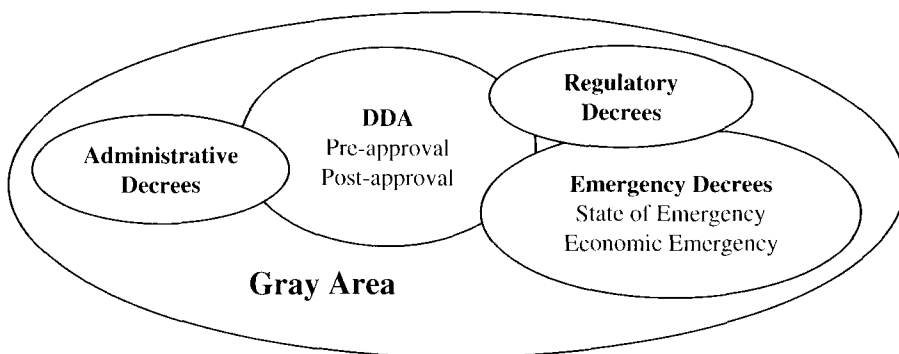 Administrative
Decrees
DDA
Pre-approval
Post-approval
Regulatory
Decrees
Emergency Decrees
State of Emergency
Economic Emergency
Gray Area